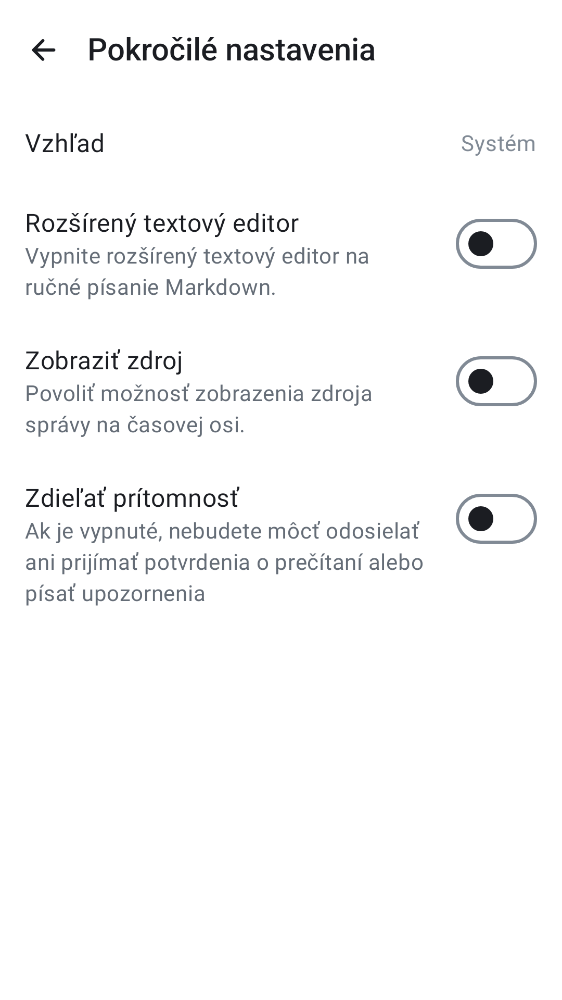 Pokročilé nastavenia
Vzhľad
Systém
Rozšírený textový editor
Vypnite rozšírený textový editor na
ručné písanie Markdown.
Zobraziť zdroj
Povoliť možnosť zobrazenia zdroja
správy na časovej osi.
Zdieľať prítomnosť
Ak je vypnuté, nebudete môcť odosielať
ani prijímať potvrdenia o prečítaní alebo
písať upozornenia